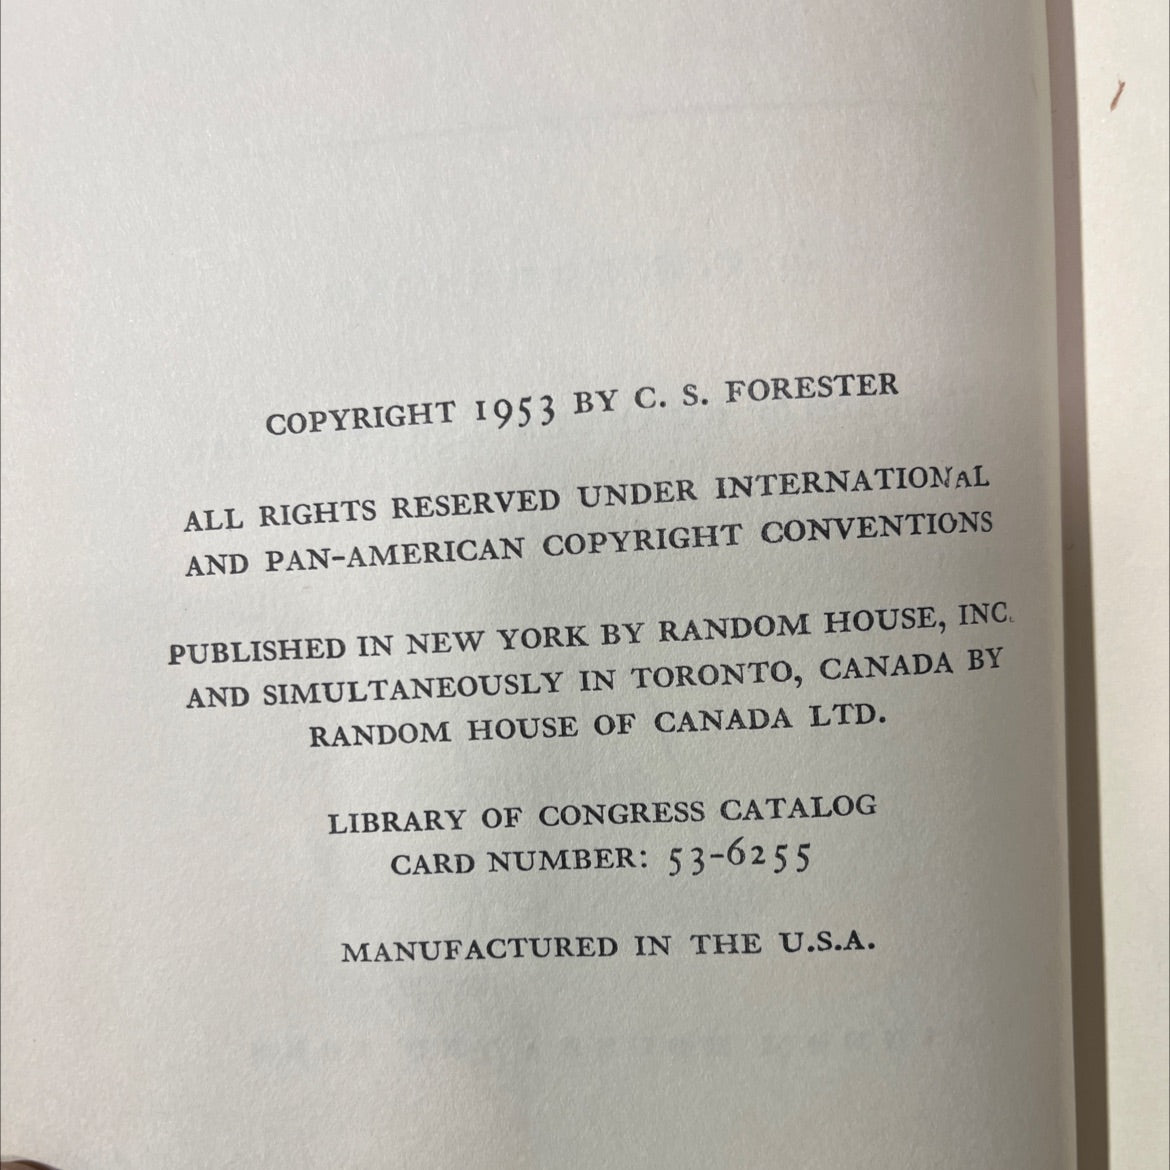 COPYRIGHT 1953 BY C. S. FORESTER
ALL RIGHTS RESERVED UNDER INTERNATIONAL
AND PAN-AMERICAN COPYRIGHT CONVENTIONS
PUBLISHED IN NEW YORK BY RANDOM HOUSE, INC.
AND SIMULTANEOUSLY IN TORONTO, CANADA BY
RANDOM HOUSE OF CANADA LTD.
LIBRARY OF CONGRESS CATALOG
CARD NUMBER: 53-6255
MANUFACTURED IN THE U.S.A.